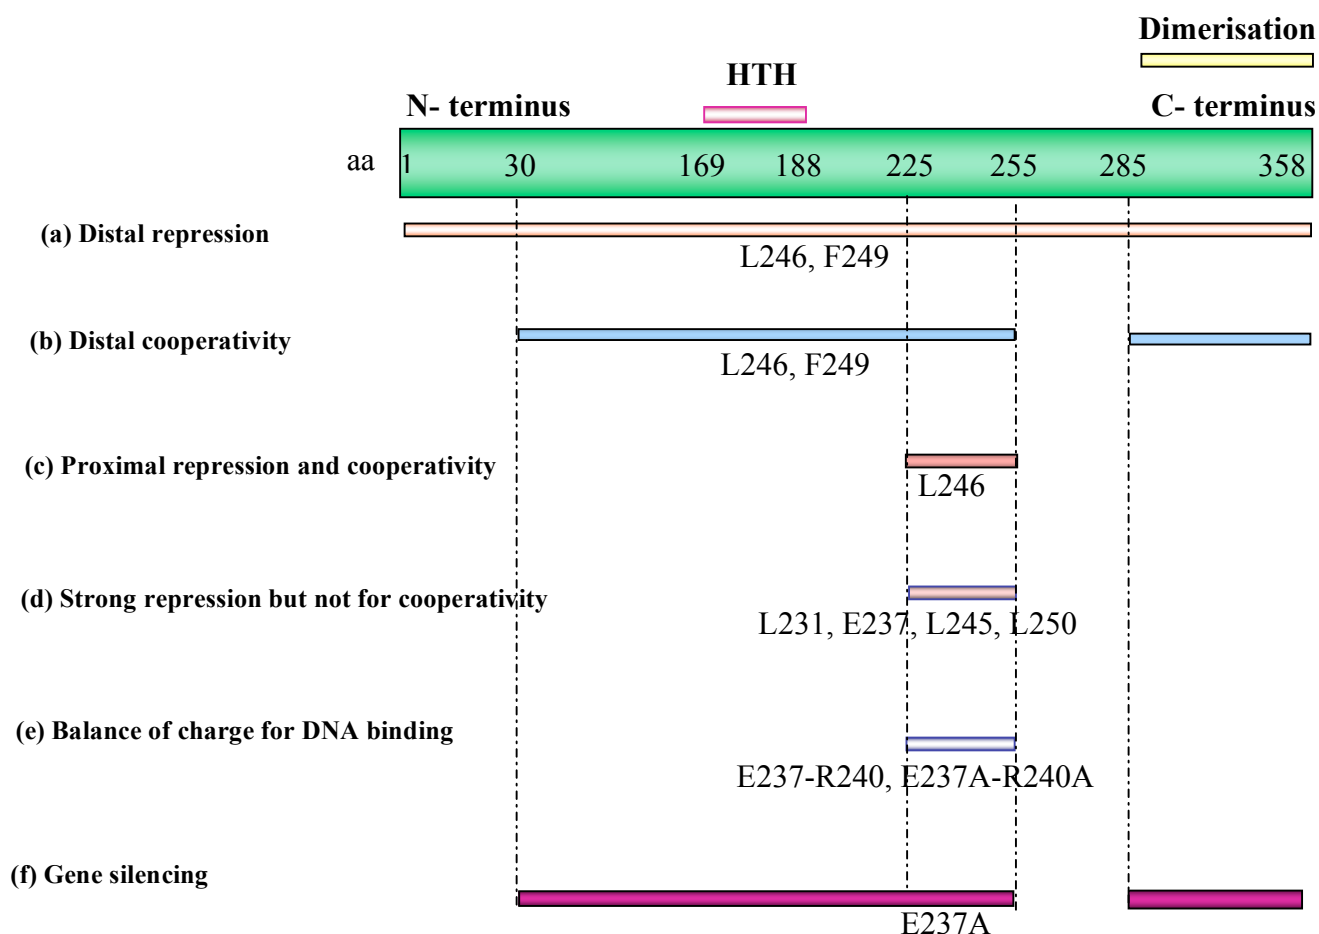 Dimerisation
HTH
N- terminus
C- terminus
aa 1 30 169 188 225 255 285 358
(a) Distal repression
L246, F249
(b) Distal cooperativity
L246, F249
(c) Proximal repression and cooperativity
L246
(d) Strong repression but not for cooperativity
L231, E237, L245, L250
(e) Balance of charge for DNA binding
E237-R240, E237A-R240A
(f) Gene silencing
E237A